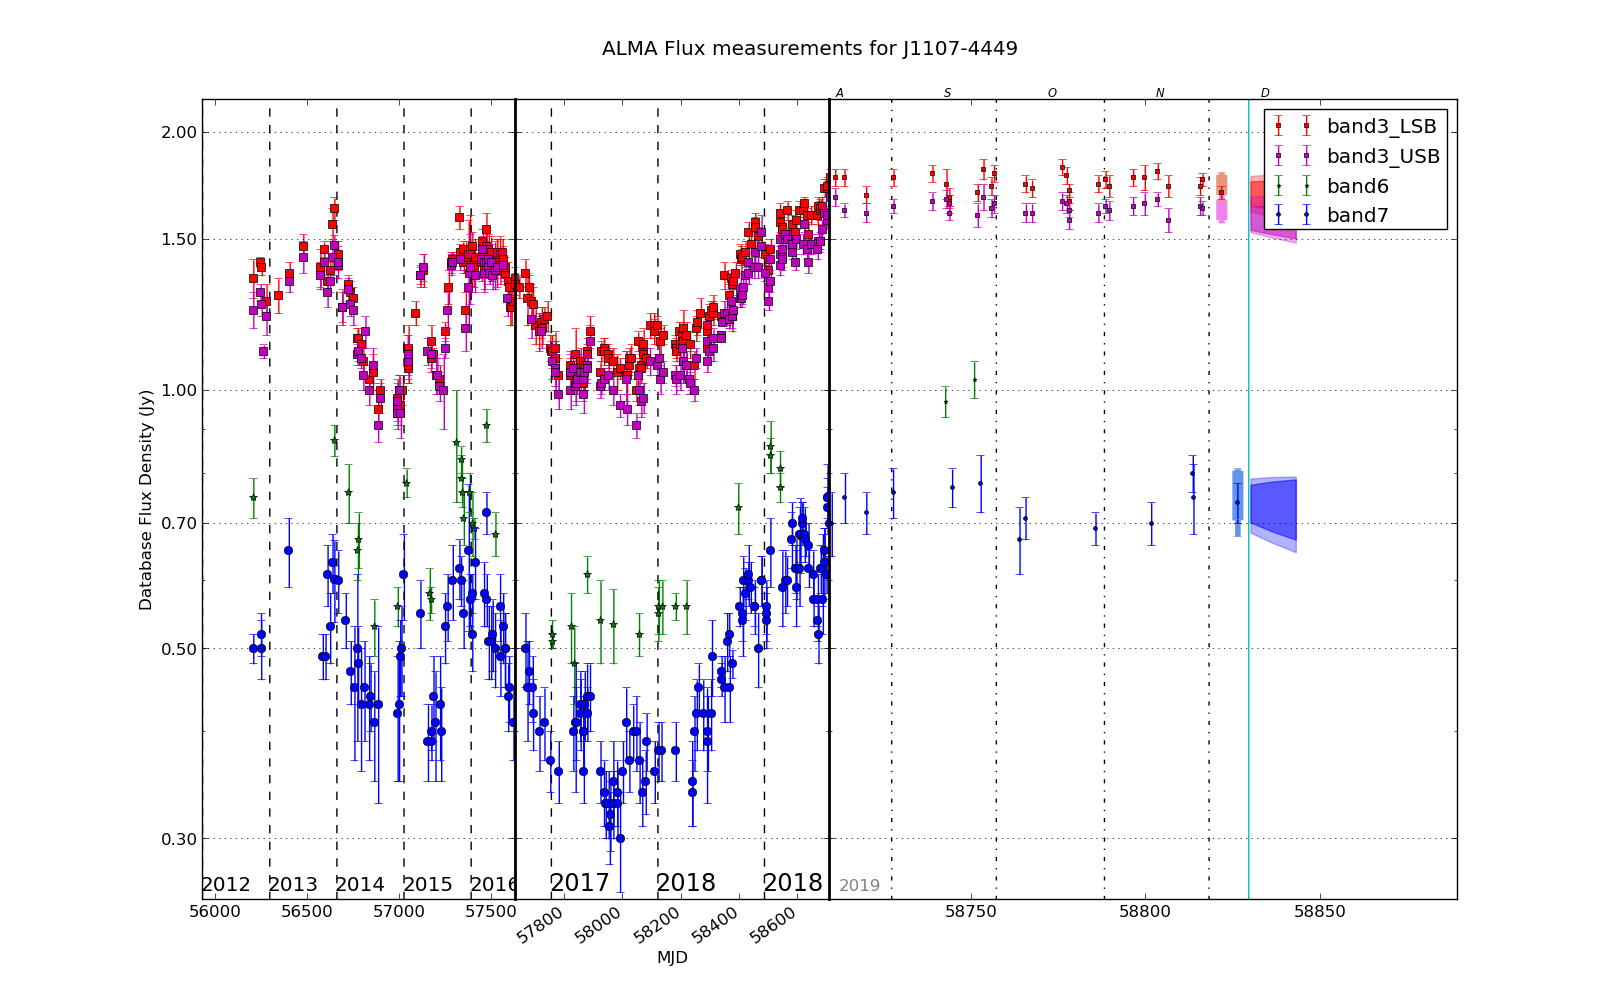 ALMA Flux measurements for J1107-4449
A S O N D
2.00
1.50
1.00
0.70
0.50
0.30
Database Flux Density (Jy)
band3_LSB
band3_USB
band6
band7
2012 2013 2014 2015 2016 2017 2018 2018 2019
56000 56500 57000 57500 57800 58000 58200 58400 58600 58750 58800 58850
MJD